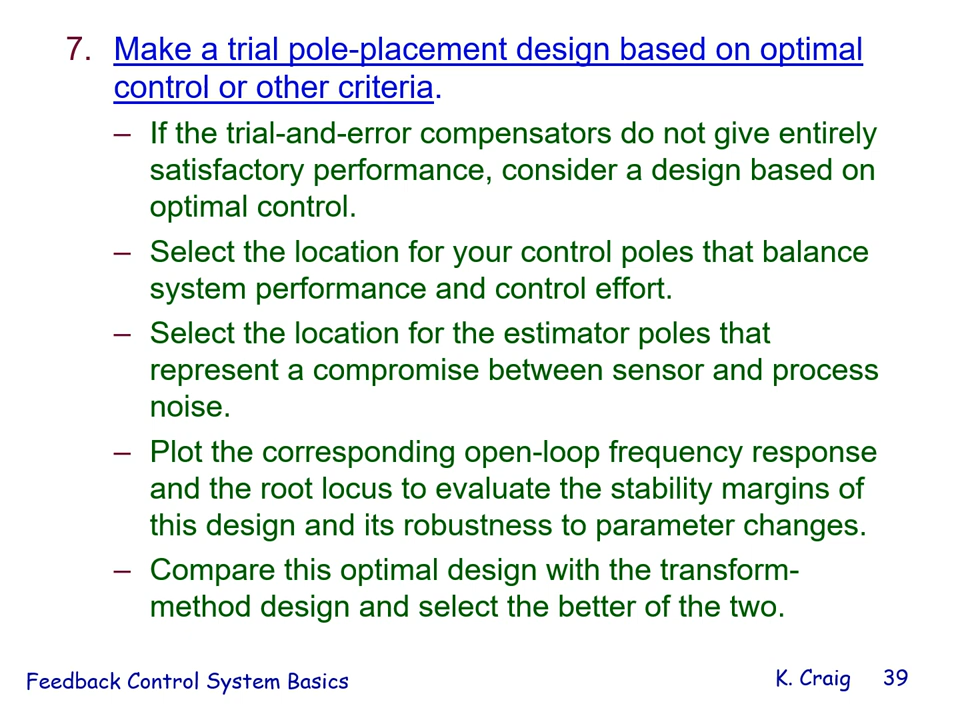 7. Make a trial pole-placement design based on optimal
control or other criteria.
– If the trial-and-error compensators do not give entirely
satisfactory performance, consider a design based on
optimal control.
– Select the location for your control poles that balance
system performance and control effort.
– Select the location for the estimator poles that
represent a compromise between sensor and process
noise.
– Plot the corresponding open-loop frequency response
and the root locus to evaluate the stability margins of
this design and its robustness to parameter changes.
– Compare this optimal design with the transform-
method design and select the better of the two.
Feedback Control System Basics K. Craig 39